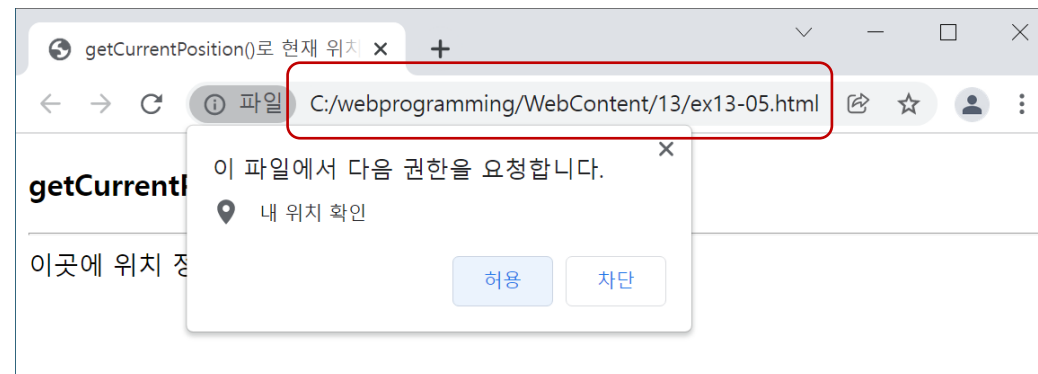 getCurrentPosition()로 현재 위치
파일 C:/webprogramming/WebContent/13/ex13-05.html
이 파일에서 다음 권한을 요청합니다.
getCurrent
내 위치 확인
이곳에 위치
허용 차단